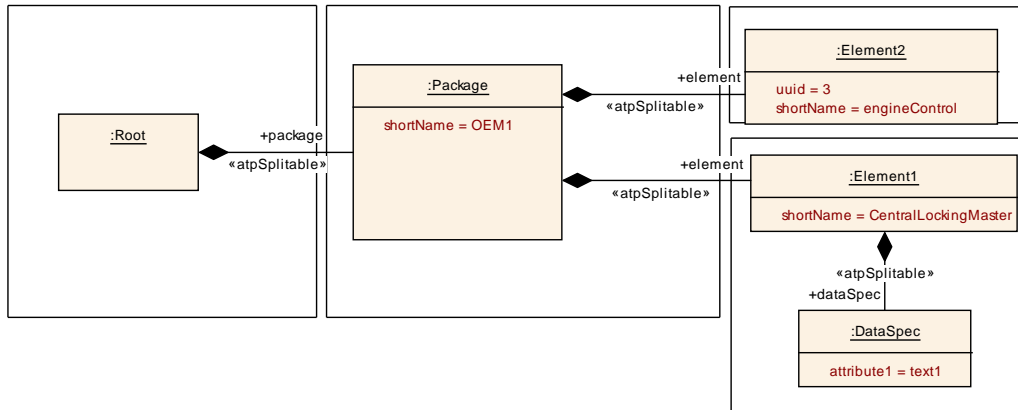 :Root
+package
«atpSplitable»
:Package
shortName = OEM1
+element
«atpSplitable»
:Element2
uuid = 3
shortName = engineControl
+element
«atpSplitable»
:Element1
shortName = CentralLockingMaster
«atpSplitable»
+dataSpec
:DataSpec
attribute1 = text1